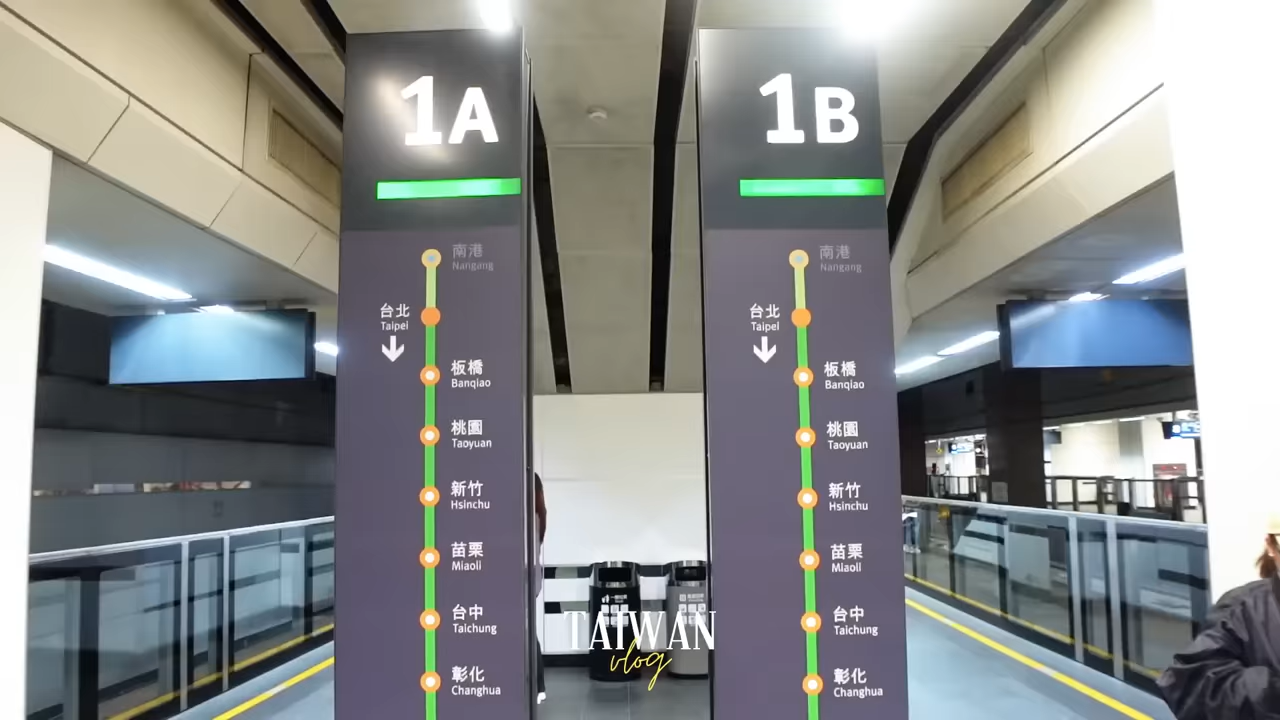 1A
南港
Nangang
台北
Taipei
板橋
Banqiao
桃園
Taoyuan
新竹
Hsinchu
苗栗
Miaoli
台中
Taichung
彰化
Changhua
1B
南港
Nangang
台北
Taipei
板橋
Banqiao
桃園
Taoyuan
新竹
Hsinchu
苗栗
Miaoli
台中
Taichung
彰化
Changhua
TAIWAN
vlog